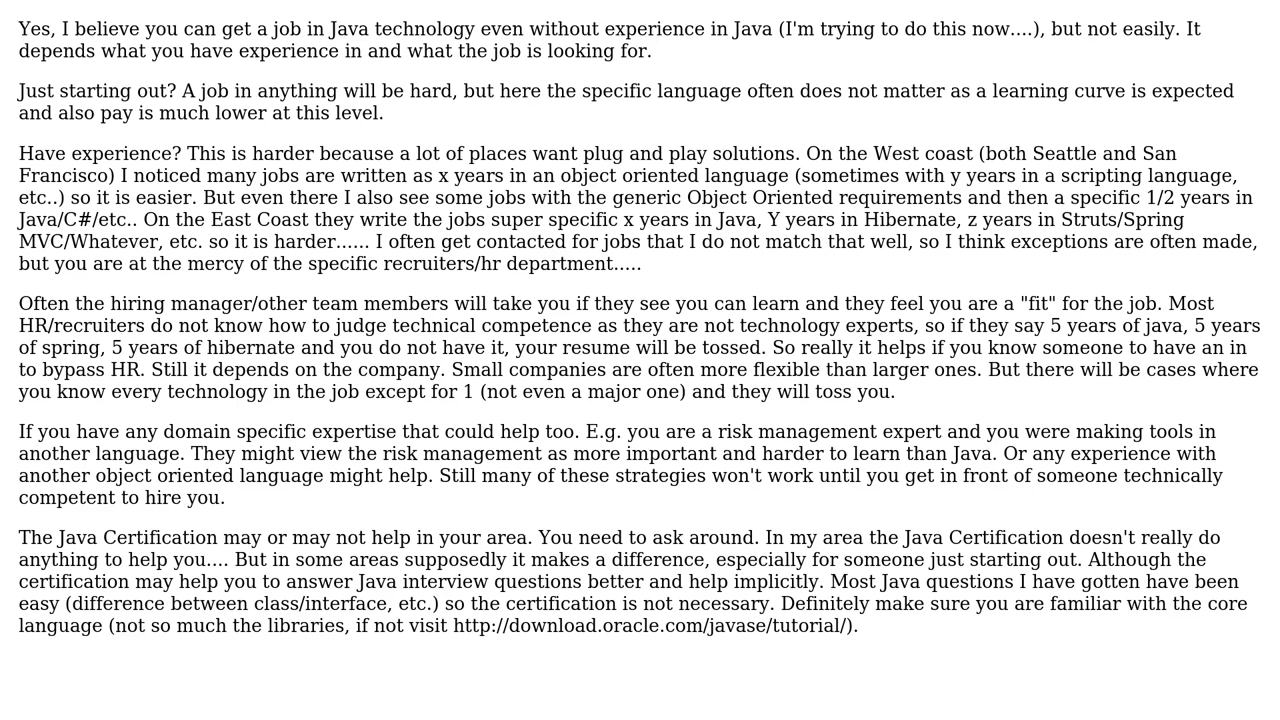 Yes, I believe you can get a job in Java technology even without experience in Java (I'm trying to do this now....), but not easily. It
depends what you have experience in and what the job is looking for.
Just starting out? A job in anything will be hard, but here the specific language often does not matter as a learning curve is expected
and also pay is much lower at this level.
Have experience? This is harder because a lot of places want plug and play solutions. On the West coast (both Seattle and San
Francisco) I noticed many jobs are written as x years in an object oriented language (sometimes with y years in a scripting language,
etc..) so it is easier. But even there I also see some jobs with the generic Object Oriented requirements and then a specific 1/2 years in
Java/C#/etc.. On the East Coast they write the jobs super specific x years in Java, Y years in Hibernate, z years in Struts/Spring
MVC/Whatever, etc. so it is harder...... I often get contacted for jobs that I do not match that well, so I think exceptions are often made,
but you are at the mercy of the specific recruiters/hr department.....
Often the hiring manager/other team members will take you if they see you can learn and they feel you are a "fit" for the job. Most
HR/recruiters do not know how to judge technical competence as they are not technology experts, so if they say 5 years of java, 5 years
of spring, 5 years of hibernate and you do not have it, your resume will be tossed. So really it helps if you know someone to have an in
to bypass HR. Still it depends on the company. Small companies are often more flexible than larger ones. But there will be cases where
you know every technology in the job except for 1 (not even a major one) and they will toss you.
If you have any domain specific expertise that could help too. E.g. you are a risk management expert and you were making tools in
another language. They might view the risk management as more important and harder to learn than Java. Or any experience with
another object oriented language might help. Still many of these strategies won't work until you get in front of someone technically
competent to hire you.
The Java Certification may or may not help in your area. You need to ask around. In my area the Java Certification doesn't really do
anything to help you.... But in some areas supposedly it makes a difference, especially for someone just starting out. Although the
certification may help you to answer Java interview questions better and help implicitly. Most Java questions I have gotten have been
easy (difference between class/interface, etc.) so the certification is not necessary. Definitely make sure you are familiar with the core
language (not so much the libraries, if not visit http://download.oracle.com/javase/tutorial/).